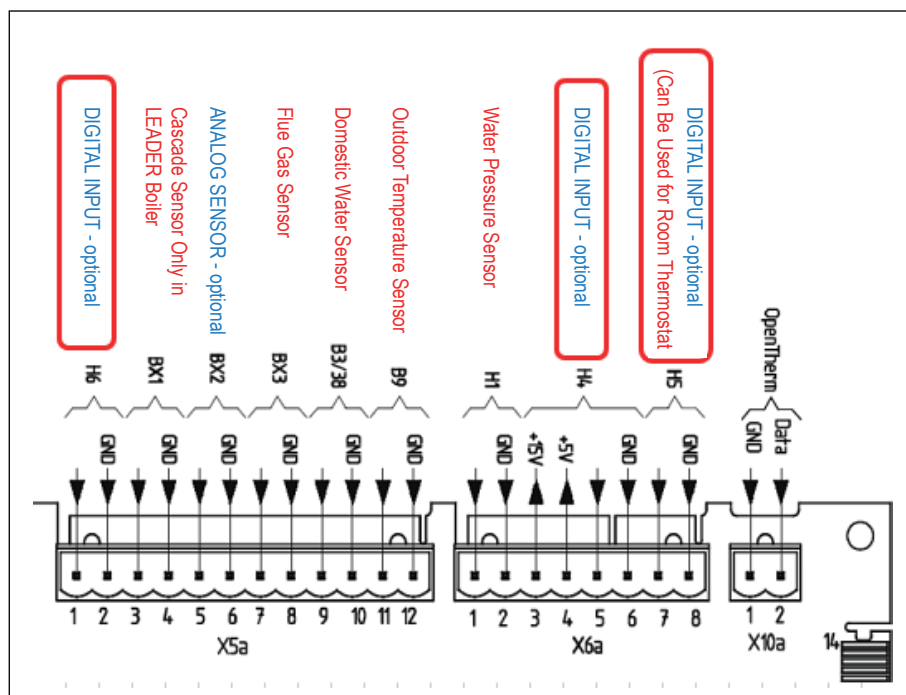 DIGITAL INPUT - optional
Cascade Sensor Only in
LEADER Boiler
ANALOG SENSOR - optional
Flue Gas Sensor
Domestic Water Sensor
Outdoor Temperature Sensor
Water Pressure Sensor
DIGITAL INPUT - optional
DIGITAL INPUT - optional
(Can Be Used for Room Thermostat
H6
BX1
BX2
BX3
B3/38
B9
H1
H4
H5
OpenTherm
GND
GND
GND
GND
GND
GND
GND
+15V
+5V
GND
GND
GND
Data
1 2 3 4 5 6 7 8 9 10 11 12
X5a
1 2 3 4 5 6 7 8
X6a
1 2
X10a
14